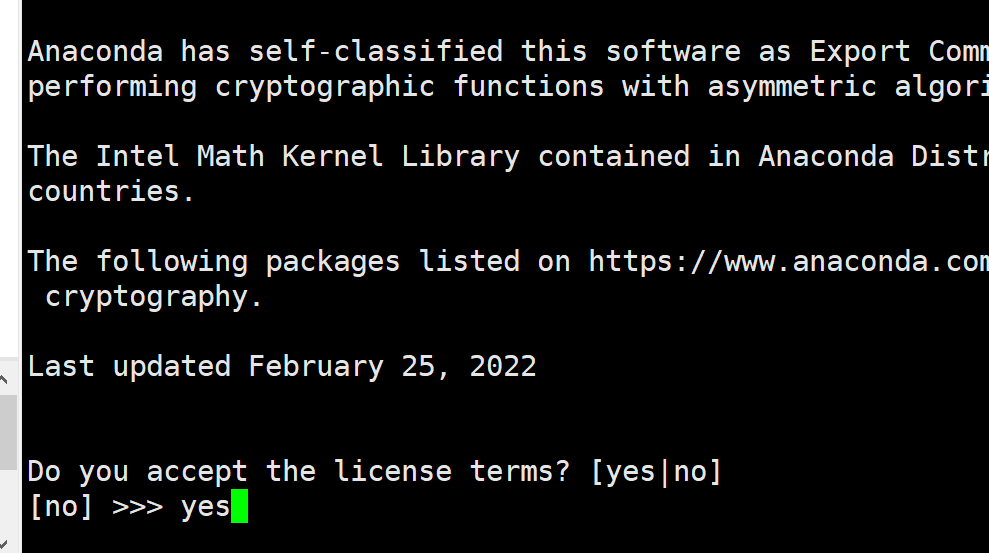 Anaconda has self-classified this software as Export Comm
performing cryptographic functions with asymmetric algori
The Intel Math Kernel Library contained in Anaconda Distr
countries.
The following packages listed on https://www.anaconda.com
cryptography.
Last updated February 25, 2022
Do you accept the license terms? [yes|no]
[no] >>> yes